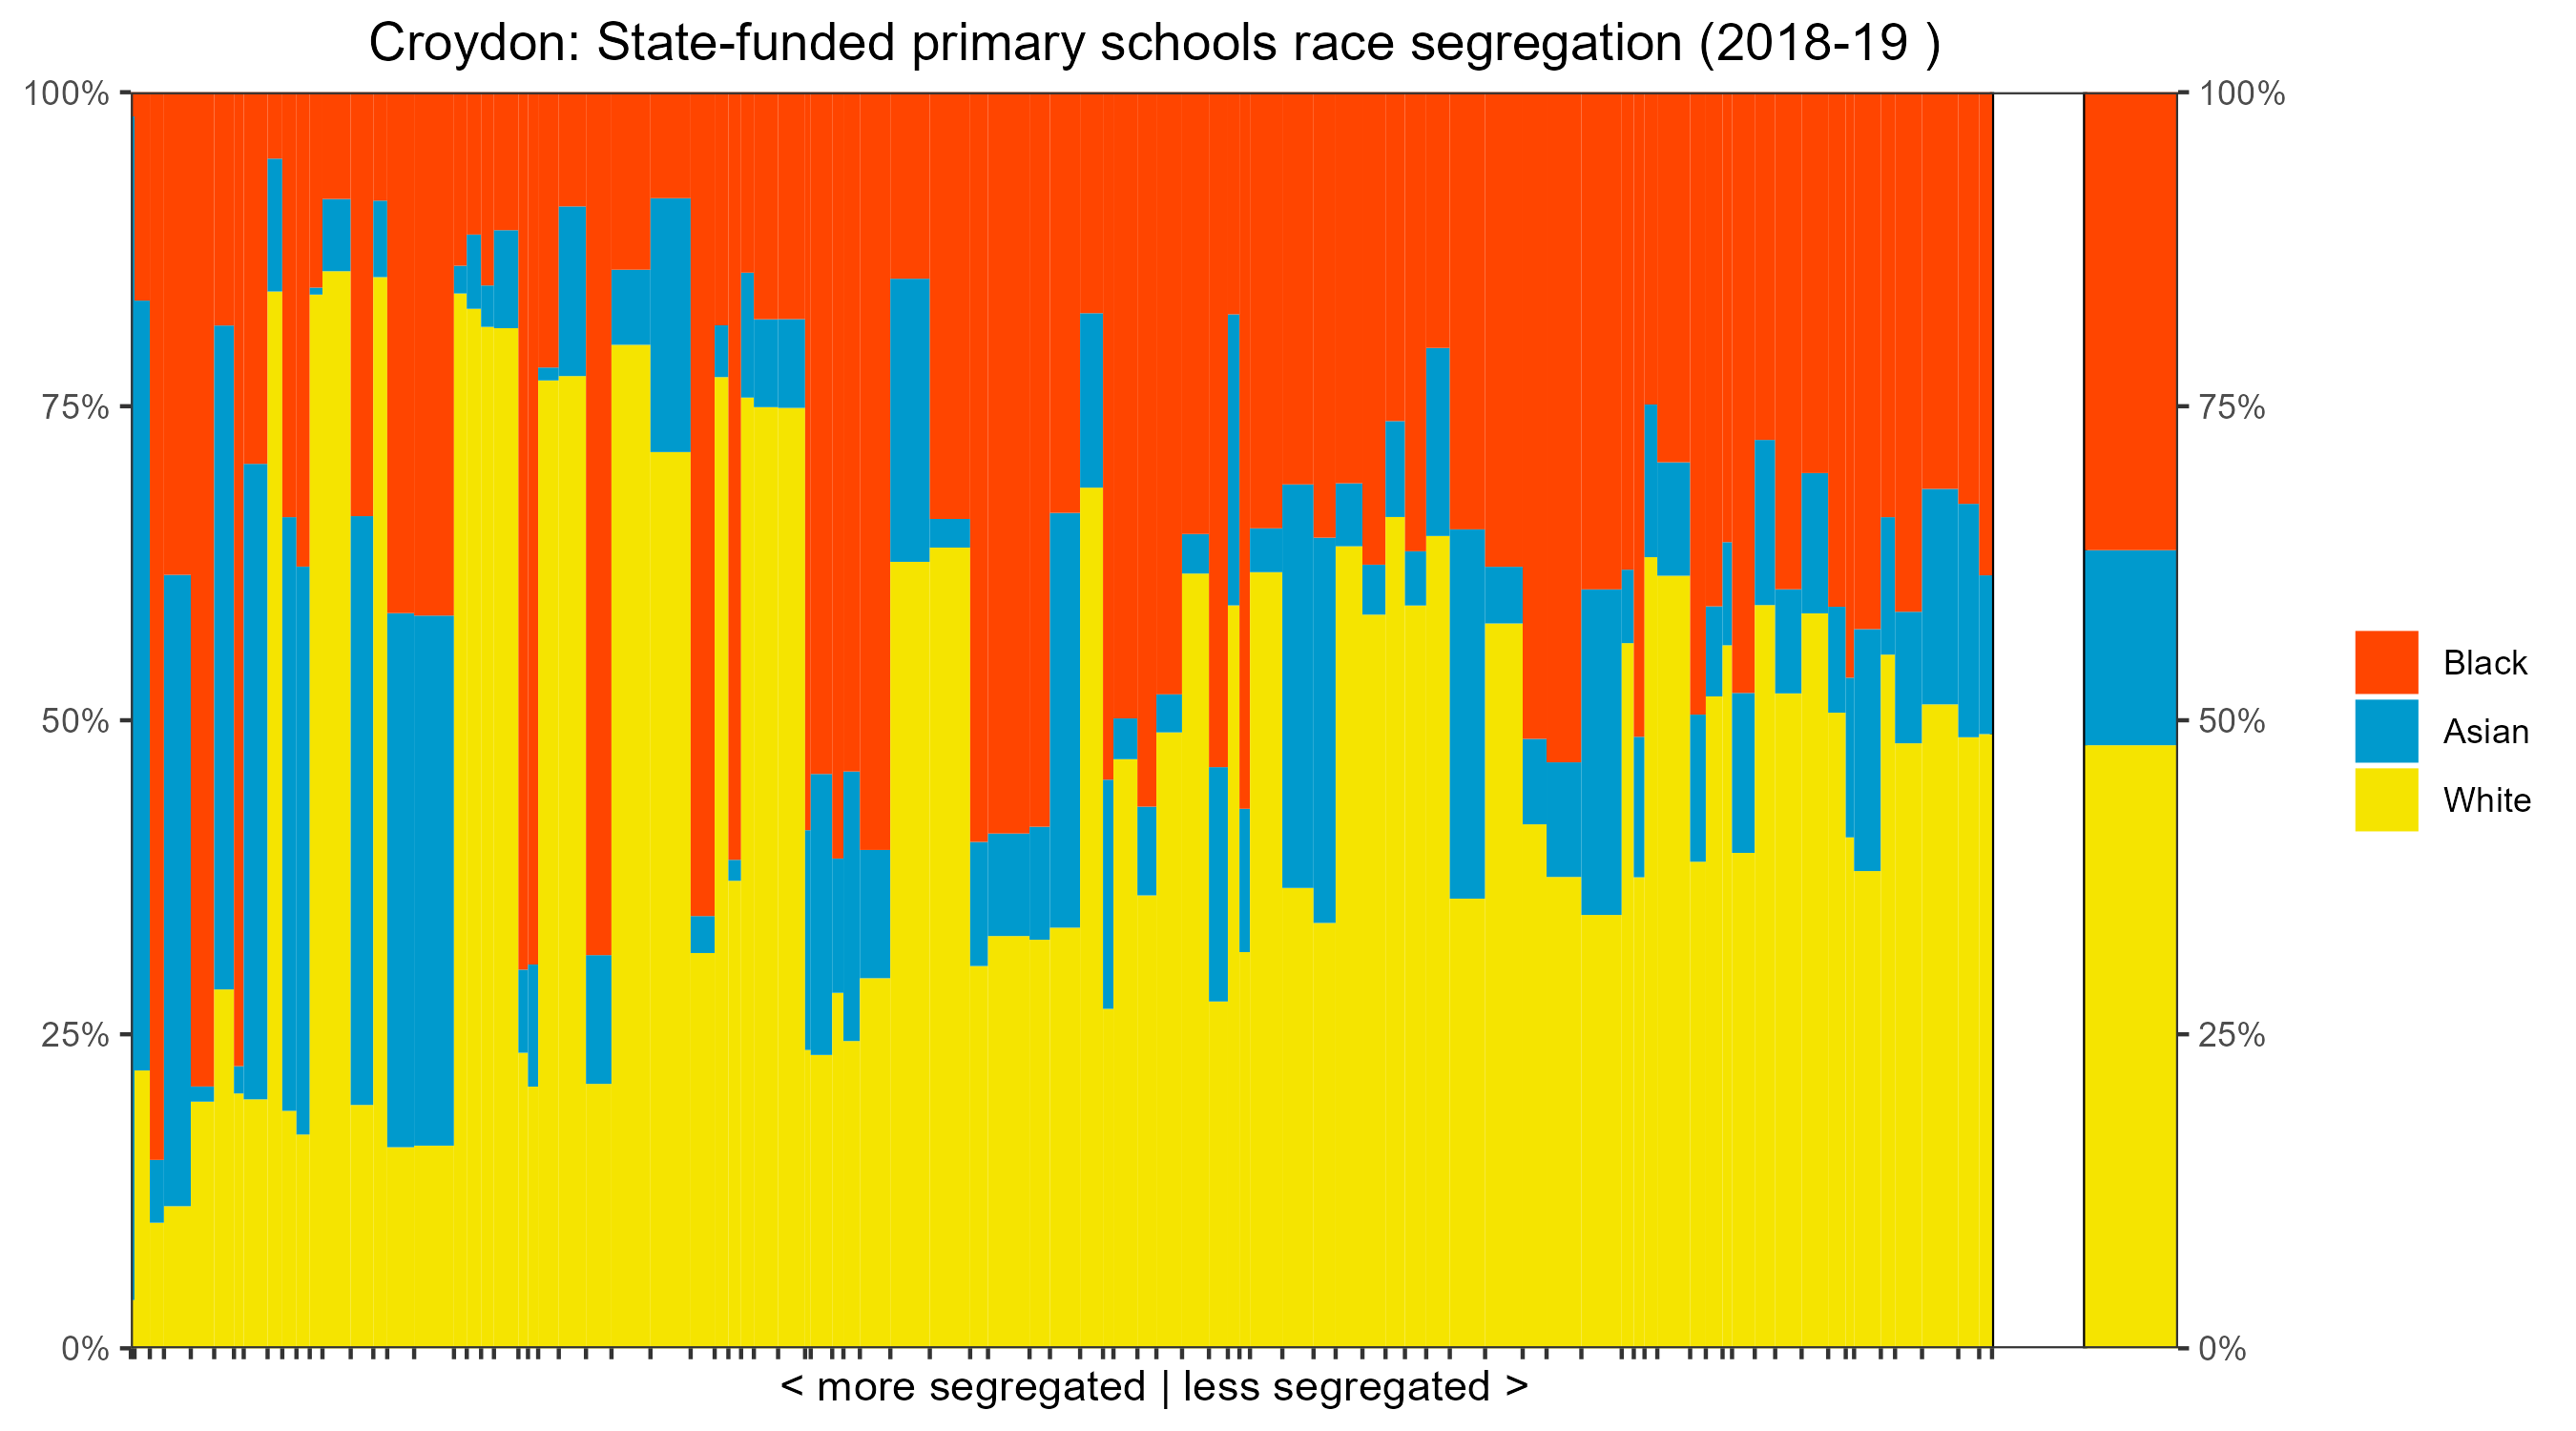 Croydon: State-funded primary schools race segregation (2018-19 )
100%
75%
50%
25%
0%
100%
75%
50%
25%
0%
Black
Asian
White
< more segregated | less segregated >